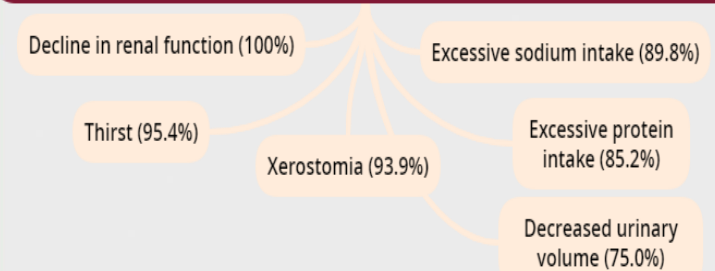 Decline in renal function (100%)
Excessive sodium intake (89.8%)
Thirst (95.4%)
Excessive protein
intake (85.2%)
Xerostomia (93.9%)
Decreased urinary
volume (75.0%)